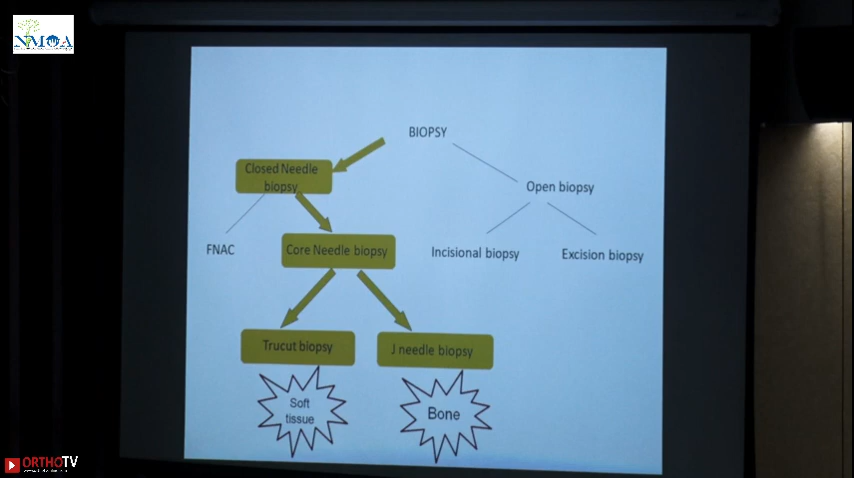 NMOA
BIOPSY
Closed Needle
biopsy
Open biopsy
FNAC
Core Needle biopsy
Incisional biopsy
Excision biopsy
Trucut biopsy
J needle biopsy
Soft
tissue
Bone
ORTHOTV